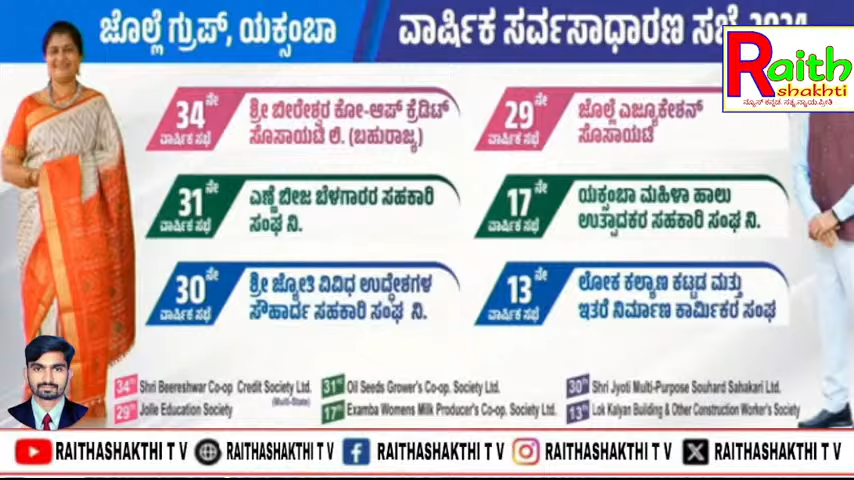 ಜೊಲ್ಲೆ ಗ್ರುಪ್, ಯಕ್ಸಂಬಾ
ವಾರ್ಷಿಕ ಸರ್ವಸಾಧಾರಣ ಸಭೆ
Raith
shakhti
ನ್ಯೂಸ್ ಕನ್ನಡ. ಸತ್ಯ ನ್ಯಾಯ ಪ್ರೀತಿ
34ನೇ
ವಾರ್ಷಿಕ ಸಭೆ
ಶ್ರೀ ಬೀರೇಶ್ವರ ಕೋ-ಆಪ್ ಕ್ರೆಡಿಟ್
ಸೊಸಾಯಟಿ ಲಿ. (ಬಹುರಾಜ್ಯ)
29ನೇ
ವಾರ್ಷಿಕ ಸಭೆ
ಜೊಲ್ಲೆ ಎಜ್ಯುಕೇಶನ್
ಸೊಸಾಯಟಿ
31ನೇ
ವಾರ್ಷಿಕ ಸಭೆ
ಎಣ್ಣೆ ಬೀಜ ಬೆಳಗಾರರ ಸಹಕಾರಿ
ಸಂಘ ನಿ.
17ನೇ
ವಾರ್ಷಿಕ ಸಭೆ
ಯಕ್ಸಂಬಾ ಮಹಿಳಾ ಹಾಲು
ಉತ್ಪಾದಕರ ಸಹಕಾರಿ ಸಂಘ ನಿ.
30ನೇ
ವಾರ್ಷಿಕ ಸಭೆ
ಶ್ರೀ ಜ್ಯೋತಿ ವಿವಿಧ ಉದ್ದೇಶಗಳ
ಸೌಹಾರ್ದ ಸಹಕಾರಿ ಸಂಘ ನಿ.
13ನೇ
ವಾರ್ಷಿಕ ಸಭೆ
ಲೋಕ ಕಲ್ಯಾಣ ಕಟ್ಟಡ ಮತ್ತು
ಇತರೆ ನಿರ್ಮಾಣ ಕಾರ್ಮಿಕರ ಸಂಘ
34th Shri Beereshwar Co-op Credit Society Ltd.
(Multi-State)
31st Oil Seeds Grower's Co-op. Society Ltd.
30th Shri Jyoti Multi-Purpose Souhard Sahakari Ltd.
29th Jolle Education Society
17th Examba Womens Milk Producer's Co-op. Society Ltd.
13th Lok Kalyan Building & Other Construction Worker's Society
RAITHASHAKTHI T V RAITHASHAKTHI T V RAITHASHAKTHI T V RAITHASHAKTHI T V RAITHASHAKTHI T V